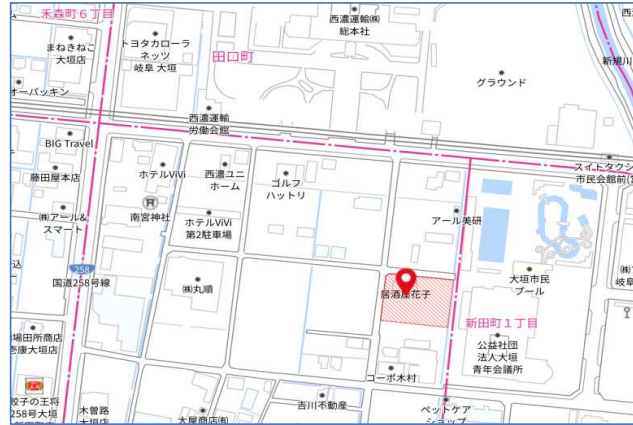 禾森町6丁目
まねきねこ
大垣店
トヨタカローラ
ネッツ
岐阜 大垣
西濃運輸㈱
総本社
田口町
グラウンド
新規川
オーパッキン
西濃運輸
労働会館
BIG Travel
藤田屋本店
㈱アール&
スマート
ホテルViVi
南宮神社
西濃ユニ
ホーム
ホテルViVi
第2駐車場
ゴルフ
ハットリ
スイトタクシ
市民会館前(
アール美研
258
国道258号線
㈱丸順
居酒屋花子
大垣市民
プール
岐阜
新田町1丁目
公益社団
法人大垣
青年会議所
場田所商店
壱康大垣店
餃子の王将
258号大垣
木曽路
大垣店
大屋商店㈲
吉川不動産
コーポ木村
ペットケア
ショップ